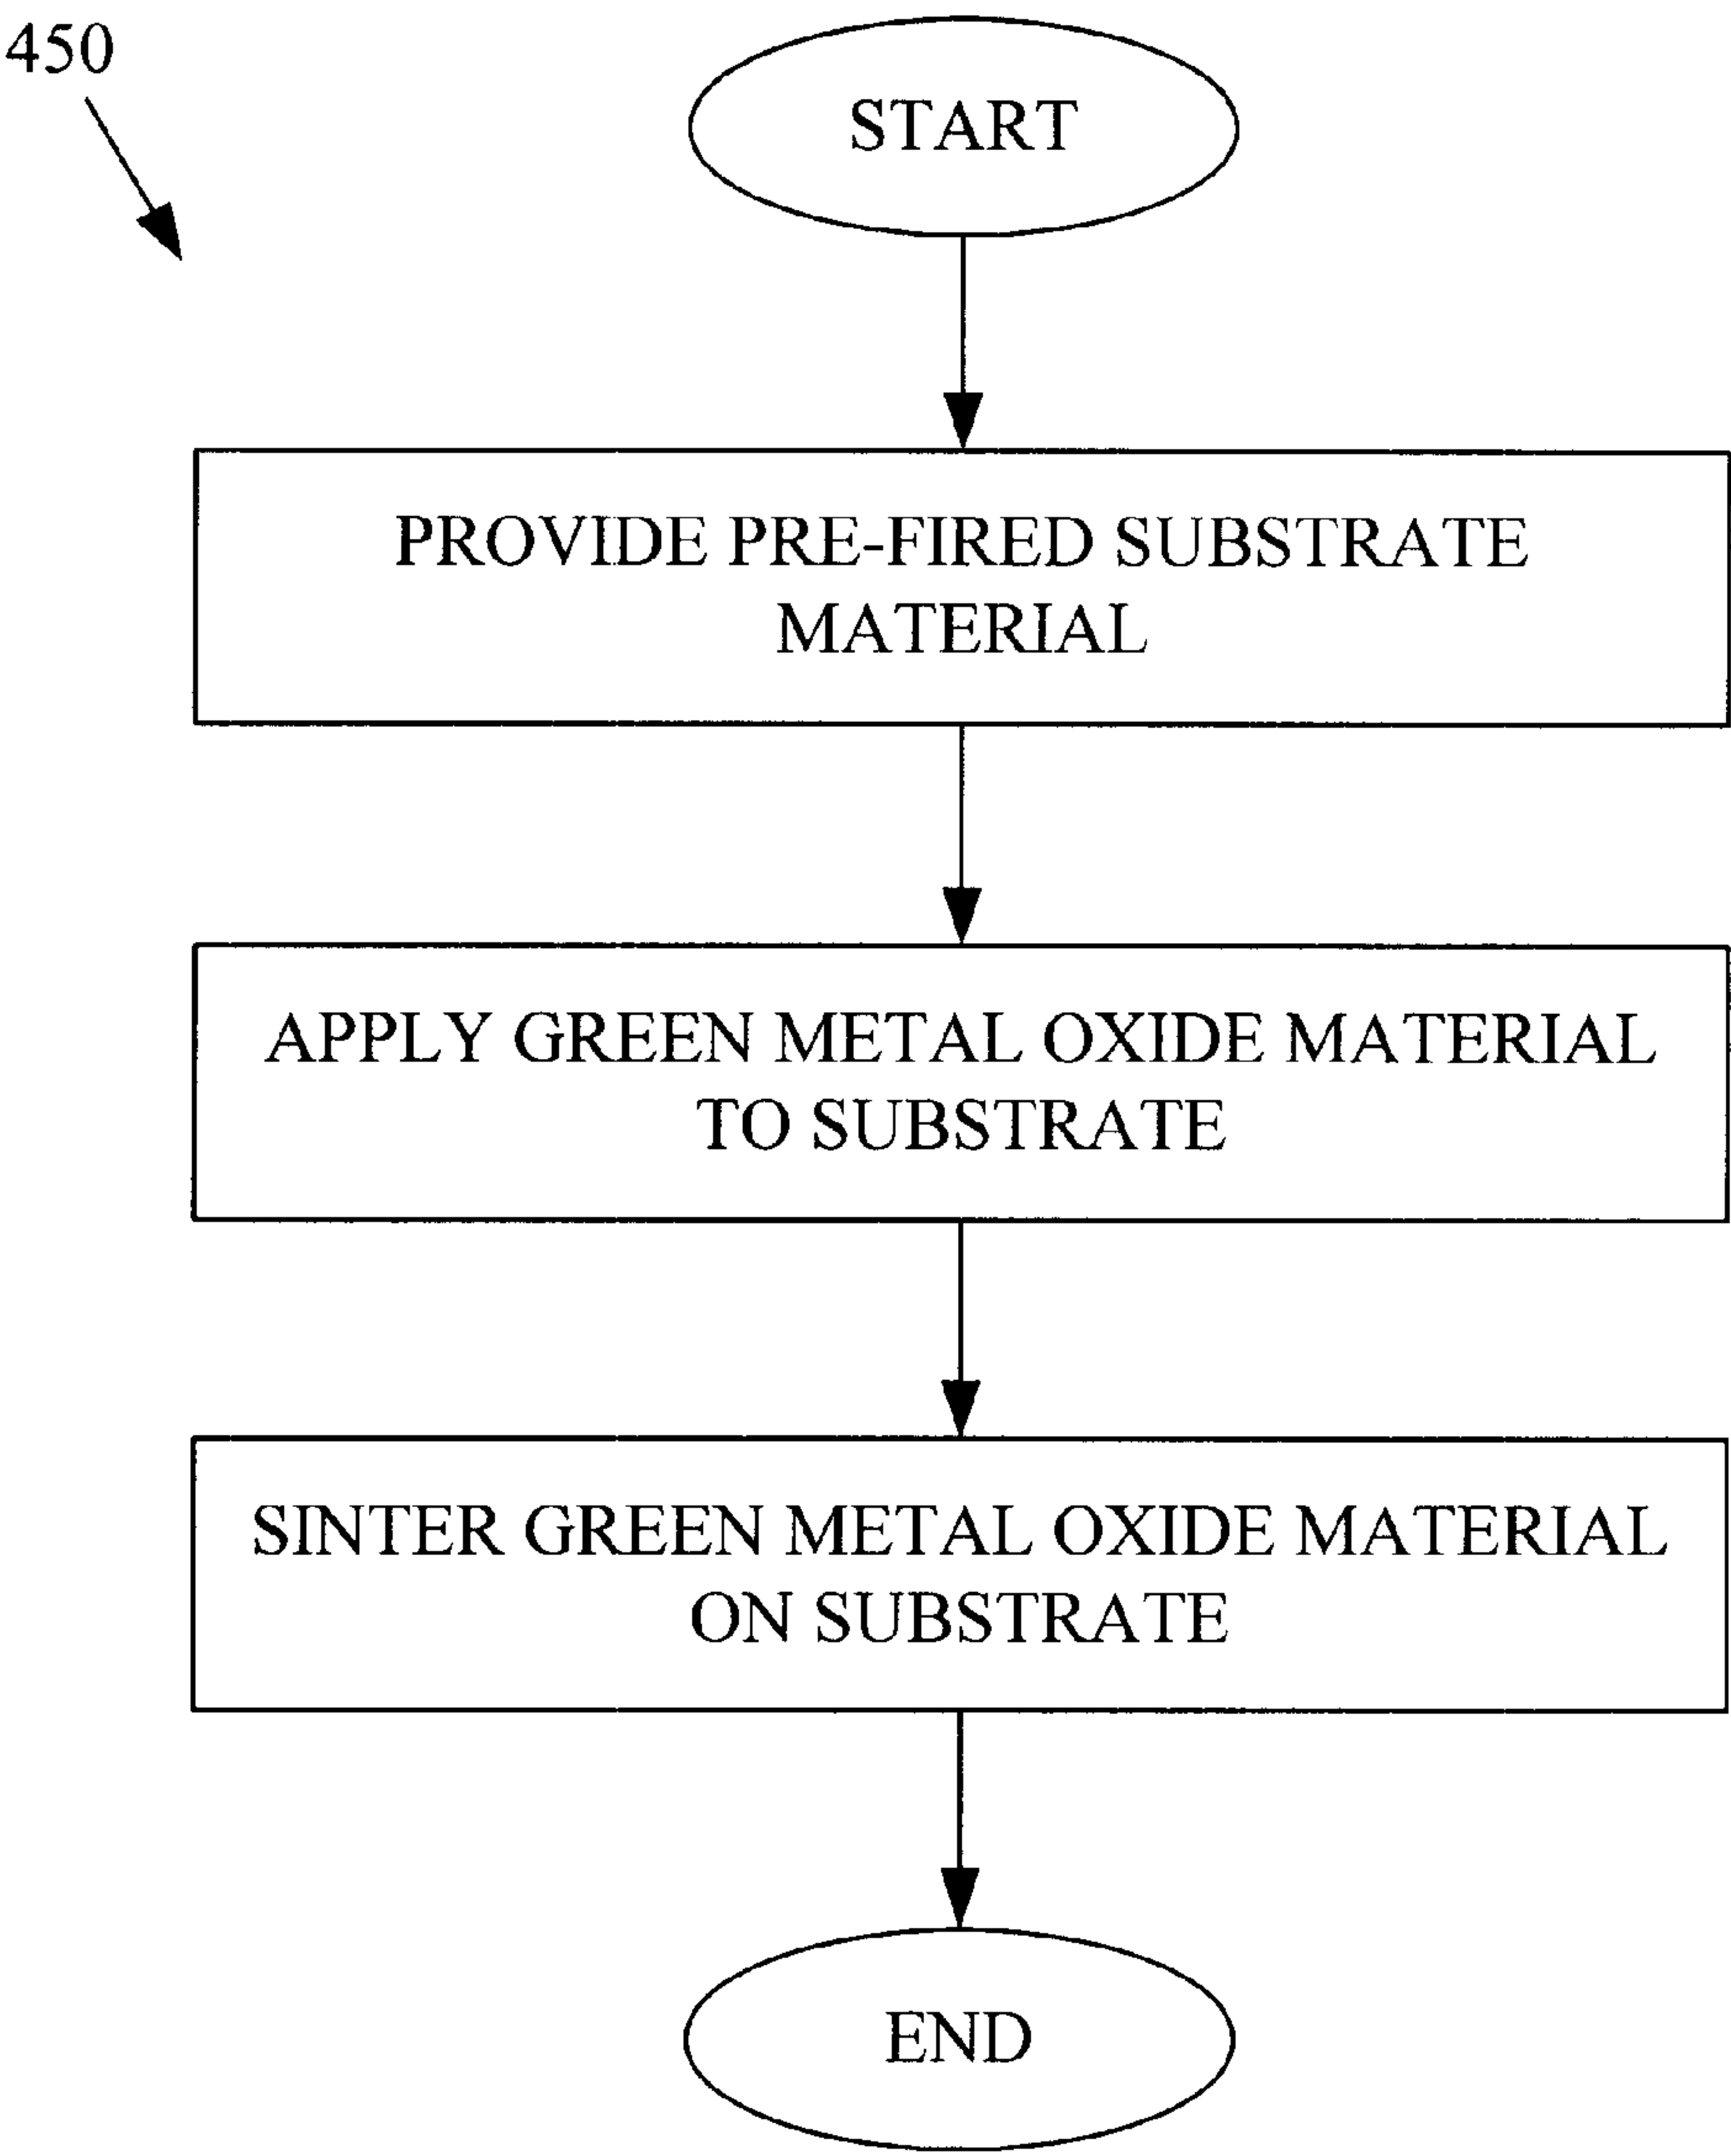 450
START
PROVIDE PRE-FIRED SUBSTRATE
MATERIAL
APPLY GREEN METAL OXIDE MATERIAL
TO SUBSTRATE
SINTER GREEN METAL OXIDE MATERIAL
ON SUBSTRATE
END